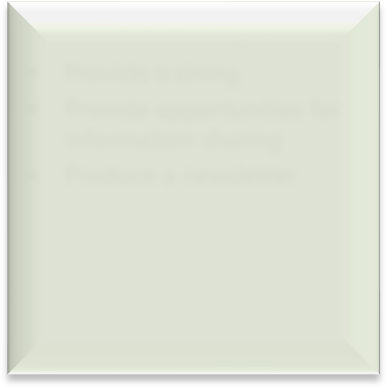 • Provide training
• Provide opportunities for
information sharing
• Produce a newsletter